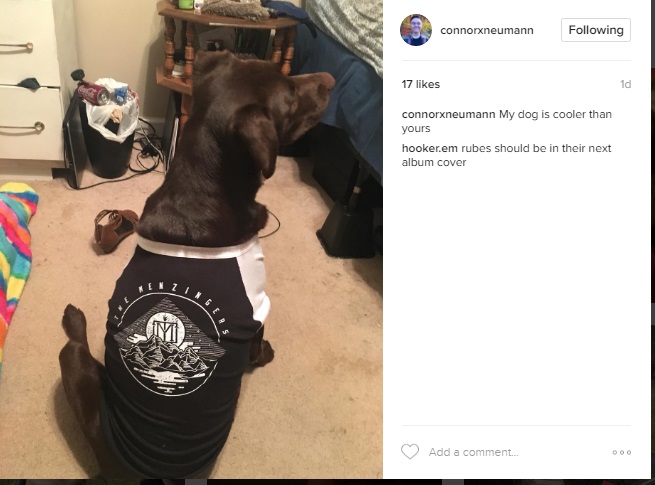 connorxneumann
Following
17 likes
1d
connorxneumann My dog is cooler than
yours
hooker.em rubes should be in their next
album cover
Add a comment...
THE MENZINGERS
M